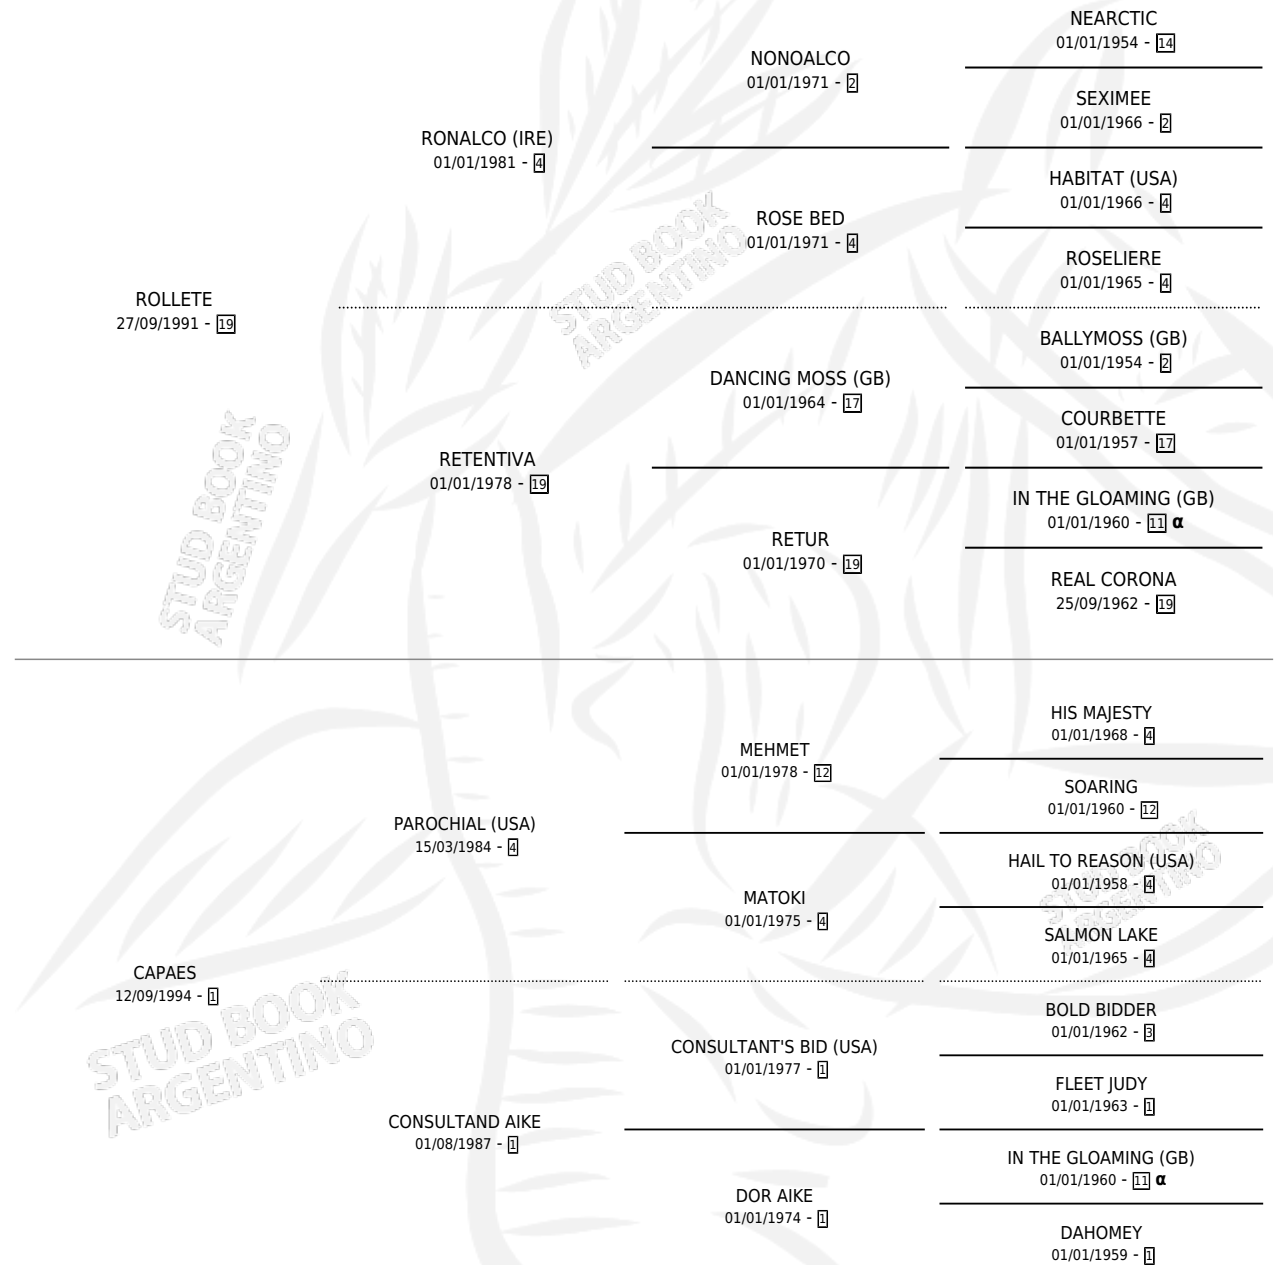 NEARCTIC
01/01/1954 - 14
NONOALCO
01/01/1971 - 2
SEXIMEE
01/01/1966 - 2
RONALCO (IRE)
01/01/1981 - 4
HABITAT (USA)
01/01/1966 - 4
ROSE BED
01/01/1971 - 4
ROSELIERE
01/01/1965 - 4
ROLLETE
27/09/1991 - 19
BALLYMOSS (GB)
01/01/1954 - 2
DANCING MOSS (GB)
01/01/1964 - 17
COURBETTE
01/01/1957 - 17
RETENTIVA
01/01/1978 - 19
IN THE GLOAMING (GB)
01/01/1960 - 11 α
RETUR
01/01/1970 - 19
REAL CORONA
25/09/1962 - 19
HIS MAJESTY
01/01/1968 - 4
MEHMET
01/01/1978 - 12
SOARING
01/01/1960 - 12
PAROCHIAL (USA)
15/03/1984 - 4
HAIL TO REASON (USA)
01/01/1958 - 4
MATOKI
01/01/1975 - 4
SALMON LAKE
01/01/1965 - 4
CAPAES
12/09/1994 - 1
BOLD BIDDER
01/01/1962 - 3
CONSULTANT'S BID (USA)
01/01/1977 - 1
FLEET JUDY
01/01/1963 - 1
CONSULTAND AIKE
01/08/1987 - 1
IN THE GLOAMING (GB)
01/01/1960 - 11 α
DOR AIKE
01/01/1974 - 1
DAHOMEY
01/01/1959 - 1
STUD BOOK
ARGENTINO
STUD BOOK
ARGENTINO
STUD BOOK
ARGENTINO
STUD BOOK
ARGENTINO